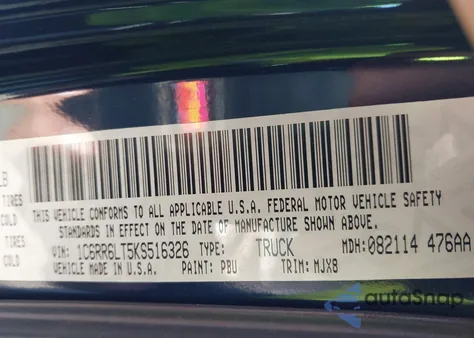 LB
TIRES
COLD
TIRES
COLD
THIS VEHICLE CONFORMS TO ALL APPLICABLE U.S.A. FEDERAL MOTOR VEHICLE SAFETY
STANDARDS IN EFFECT ON THE DATE OF MANUFACTURE SHOWN ABOVE.
VIN: 1C6RR6LT5KS516326 TYPE: TRUCK MDH: 082114 476AA
VEHICLE MADE IN U.S.A. PAINT: PBU TRIM: MJX8
autoSnap